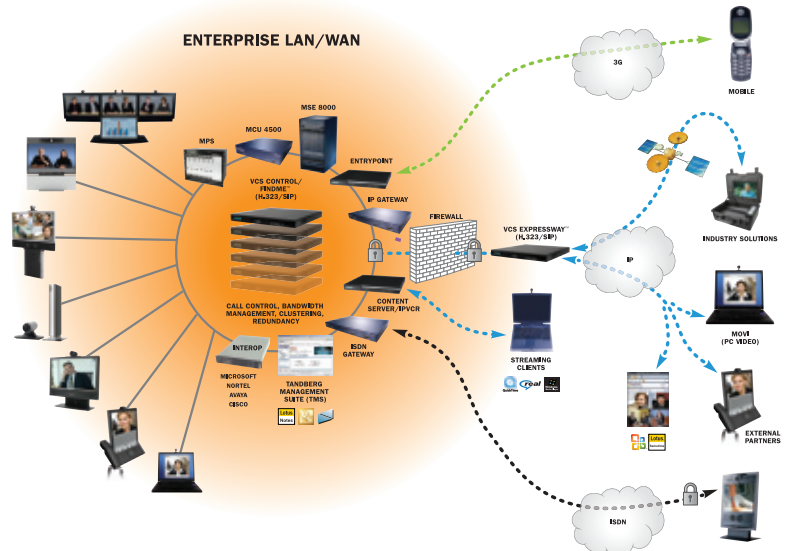 ENTERPRISE LAN/WAN
3G
MOBILE
MSE 8000
MCU 4500
MPS
ENTRYPOINT
VCS CONTROL/
FINDME™
(H.323/SIP)
IP GATEWAY
FIREWALL
VCS EXPRESSWAY™
(H.323/SIP)
INDUSTRY SOLUTIONS
IP
CALL CONTROL, BANDWIDTH
MANAGEMENT, CLUSTERING,
REDUNDANCY
CONTENT
SERVER/IPVCR
ISDN
GATEWAY
MOVI
(PC VIDEO)
INTEROP
MICROSOFT
NORTEL
AVAYA
CISCO
TANDBERG
MANAGEMENT
SUITE (TMS)
Lotus
Notes
STREAMING
CLIENTS
QuickTime
real
Lotus
EXTERNAL
PARTNERS
ISDN